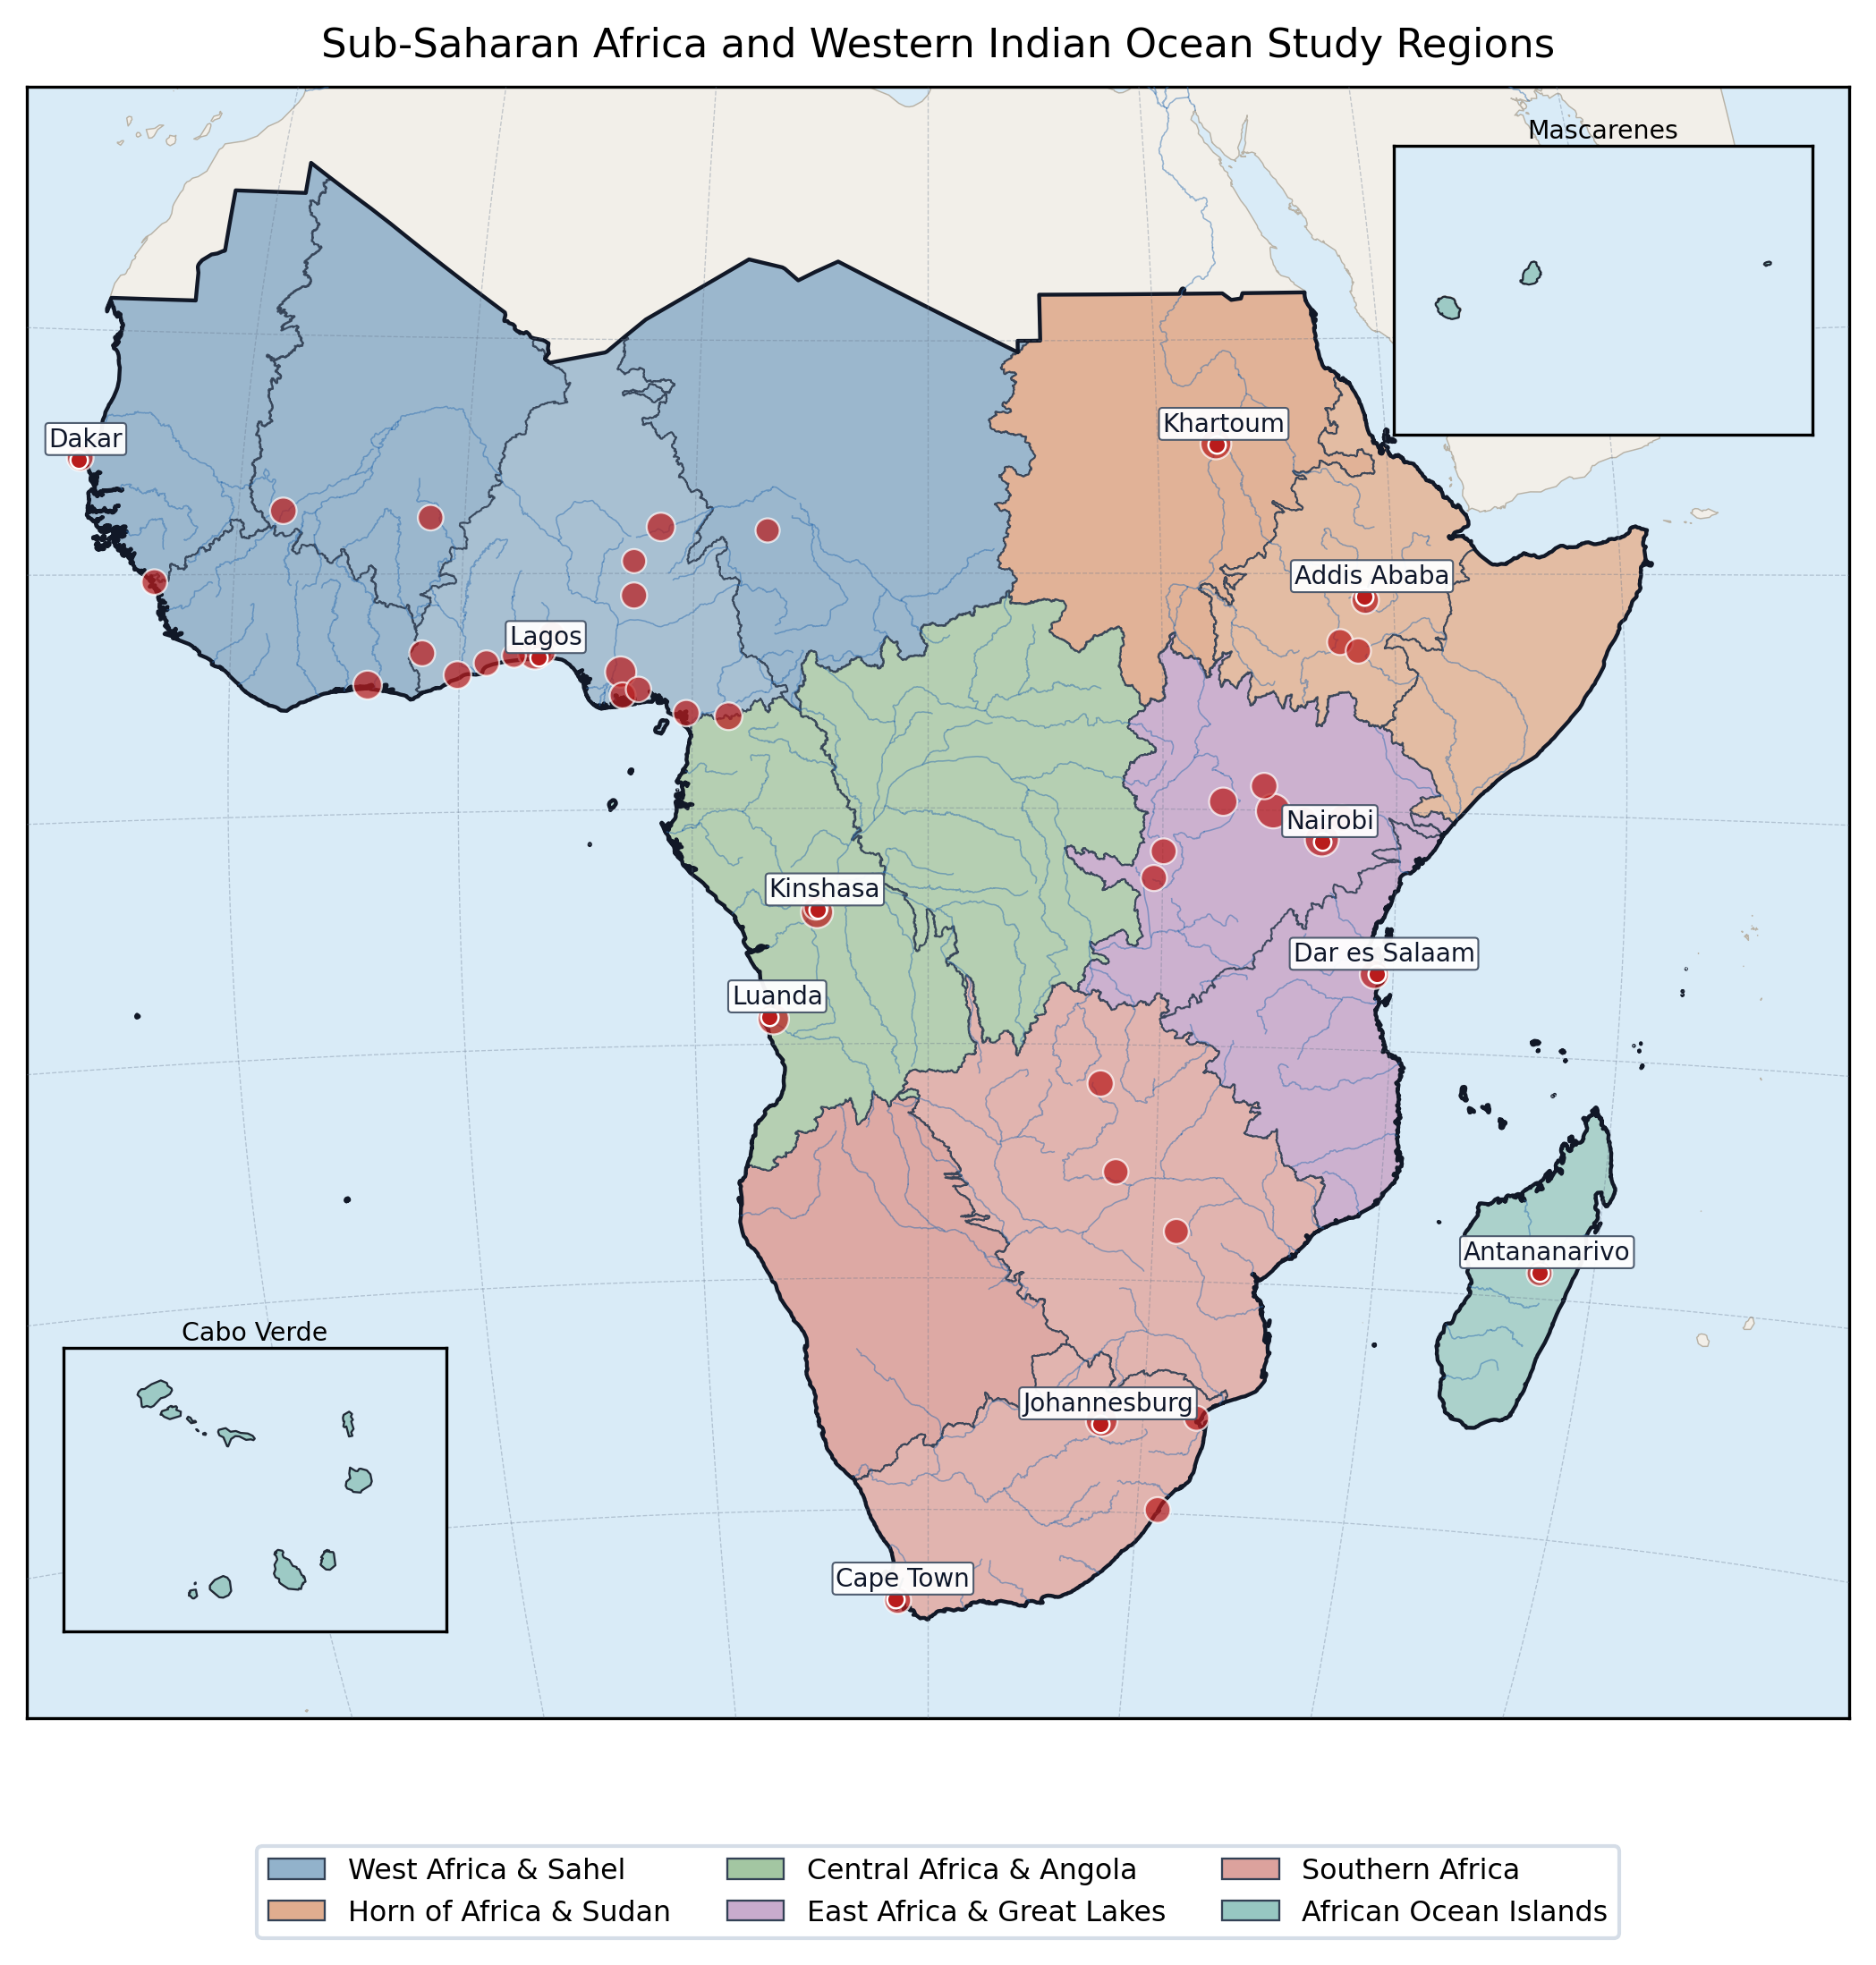 Sub-Saharan Africa and Western Indian Ocean Study Regions
Mascarenes
Khartoum
Dakar
Addis Ababa
Lagos
Nairobi
Kinshasa
Dar es Salaam
Luanda
Antananarivo
Cabo Verde
Johannesburg
Cape Town
West Africa & Sahel
Horn of Africa & Sudan
Central Africa & Angola
East Africa & Great Lakes
Southern Africa
African Ocean Islands